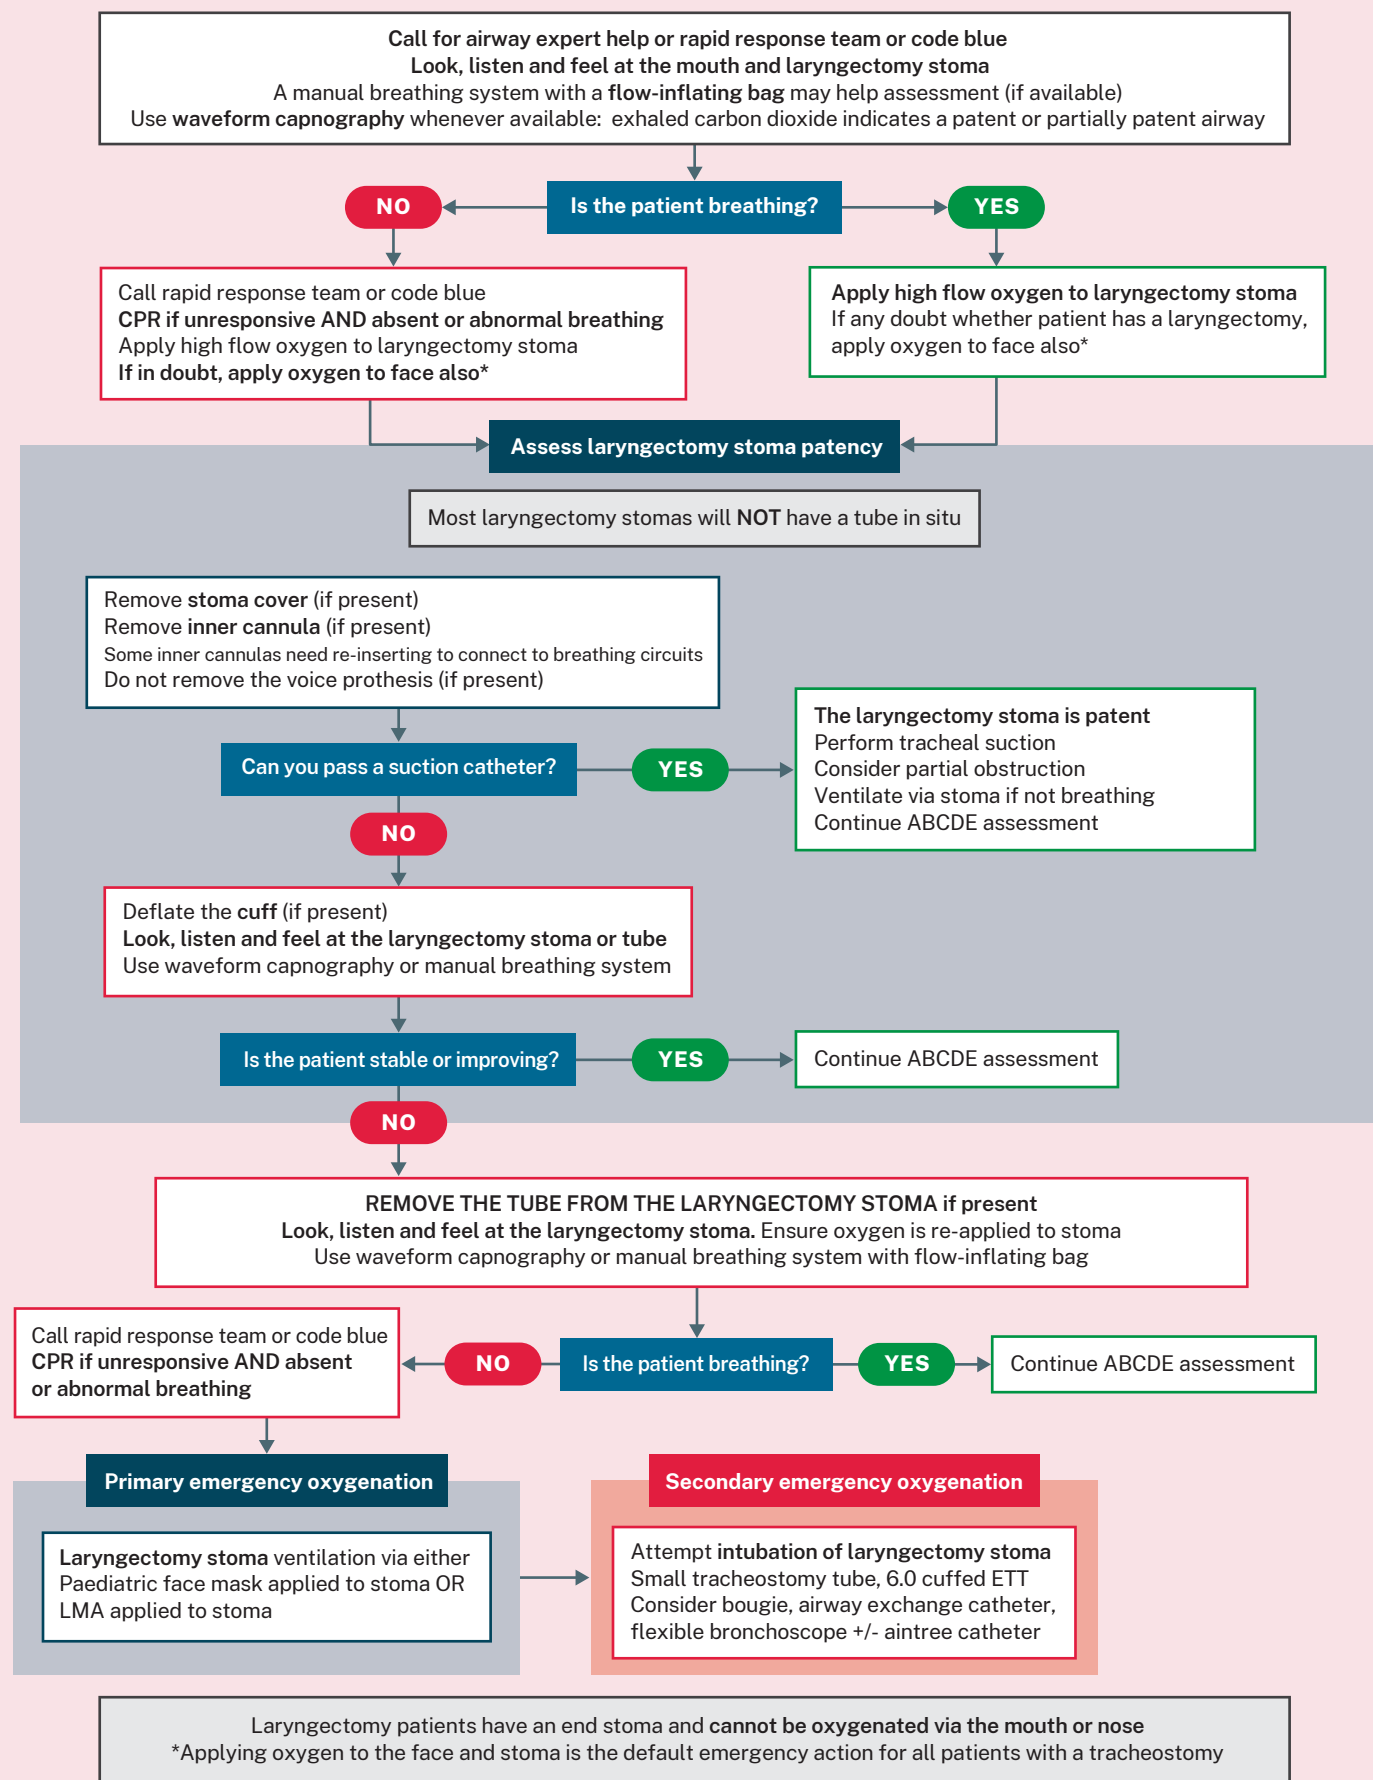 Call for airway expert help or rapid response team or code blue
Look, listen and feel at the mouth and laryngectomy stoma
A manual breathing system with a flow-inflating bag may help assessment (if available)
Use waveform capnography whenever available: exhaled carbon dioxide indicates a patent or partially patent airway
Is the patient breathing?
NO
YES
Call rapid response team or code blue
CPR if unresponsive AND absent or abnormal breathing
Apply high flow oxygen to laryngectomy stoma
If in doubt, apply oxygen to face also*
Apply high flow oxygen to laryngectomy stoma
If any doubt whether patient has a laryngectomy,
apply oxygen to face also*
Assess laryngectomy stoma patency
Most laryngectomy stomas will NOT have a tube in situ
Remove stoma cover (if present)
Remove inner cannula (if present)
Some inner cannulas need re-inserting to connect to breathing circuits
Do not remove the voice prothesis (if present)
Can you pass a suction catheter?
YES
The laryngectomy stoma is patent
Perform tracheal suction
Consider partial obstruction
Ventilate via stoma if not breathing
Continue ABCDE assessment
NO
Deflate the cuff (if present)
Look, listen and feel at the laryngectomy stoma or tube
Use waveform capnography or manual breathing system
Is the patient stable or improving?
YES
Continue ABCDE assessment
NO
REMOVE THE TUBE FROM THE LARYNGECTOMY STOMA if present
Look, listen and feel at the laryngectomy stoma. Ensure oxygen is re-applied to stoma
Use waveform capnography or manual breathing system with flow-inflating bag
Is the patient breathing?
NO
YES
Call rapid response team or code blue
CPR if unresponsive AND absent
or abnormal breathing
Continue ABCDE assessment
Primary emergency oxygenation
Laryngectomy stoma ventilation via either
Paediatric face mask applied to stoma OR
LMA applied to stoma
Secondary emergency oxygenation
Attempt intubation of laryngectomy stoma
Small tracheostomy tube, 6.0 cuffed ETT
Consider bougie, airway exchange catheter,
flexible bronchoscope +/- aintree catheter
Laryngectomy patients have an end stoma and cannot be oxygenated via the mouth or nose
*Applying oxygen to the face and stoma is the default emergency action for all patients with a tracheostomy